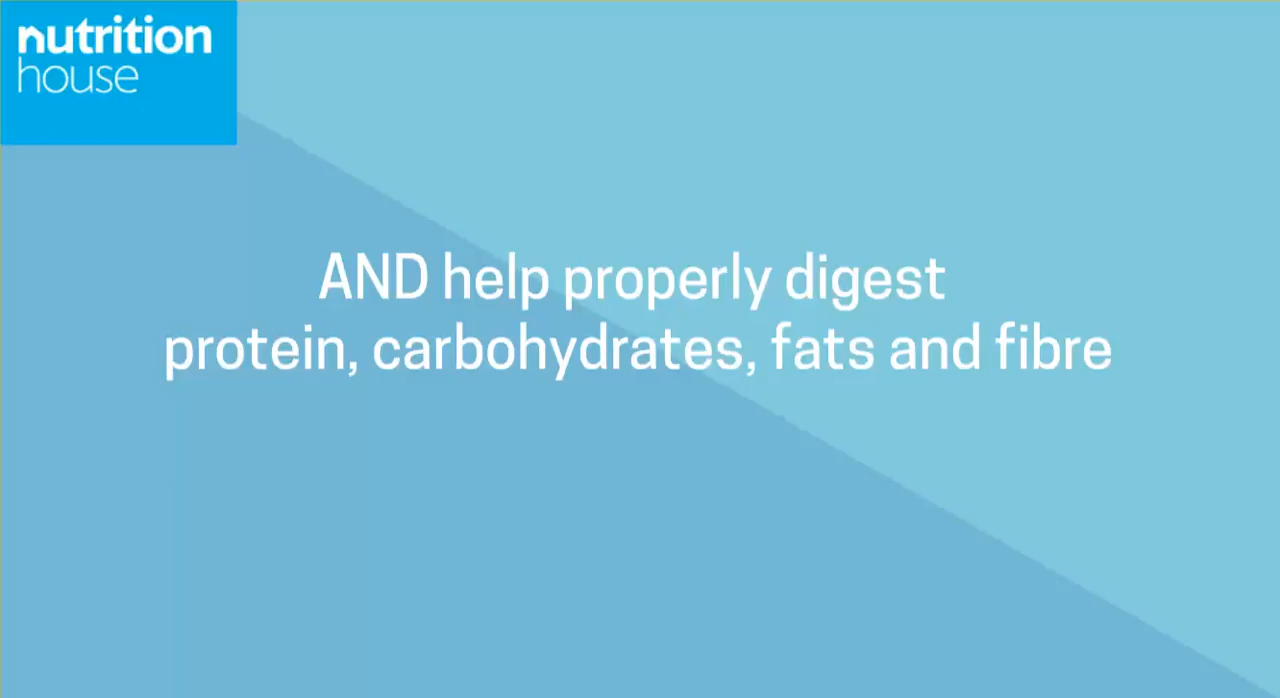 nutrition
house
AND help properly digest
protein, carbohydrates, fats and fibre